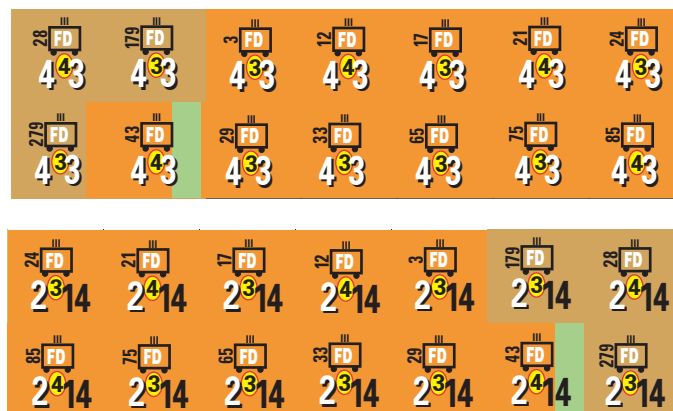 28 FD 179 FD 3 FD 12 FD 17 FD 21 FD 24 FD
4 4 3 4 3 3 4 3 3 4 4 3 4 3 3 4 4 3 4 3 3
279 FD 43 FD 29 FD 33 FD 65 FD 75 FD 85 FD
4 3 3 4 4 3 4 3 3 4 3 3 4 3 3 4 3 3 4 4 3
24 FD 21 FD 17 FD 12 FD 3 FD 179 FD 28 FD
2 3 14 2 4 14 2 3 14 2 4 14 2 3 14 2 3 14 2 4 14
85 FD 75 FD 65 FD 33 FD 29 FD 43 FD 279 FD
2 4 14 2 3 14 2 3 14 2 3 14 2 3 14 2 4 14 2 3 14